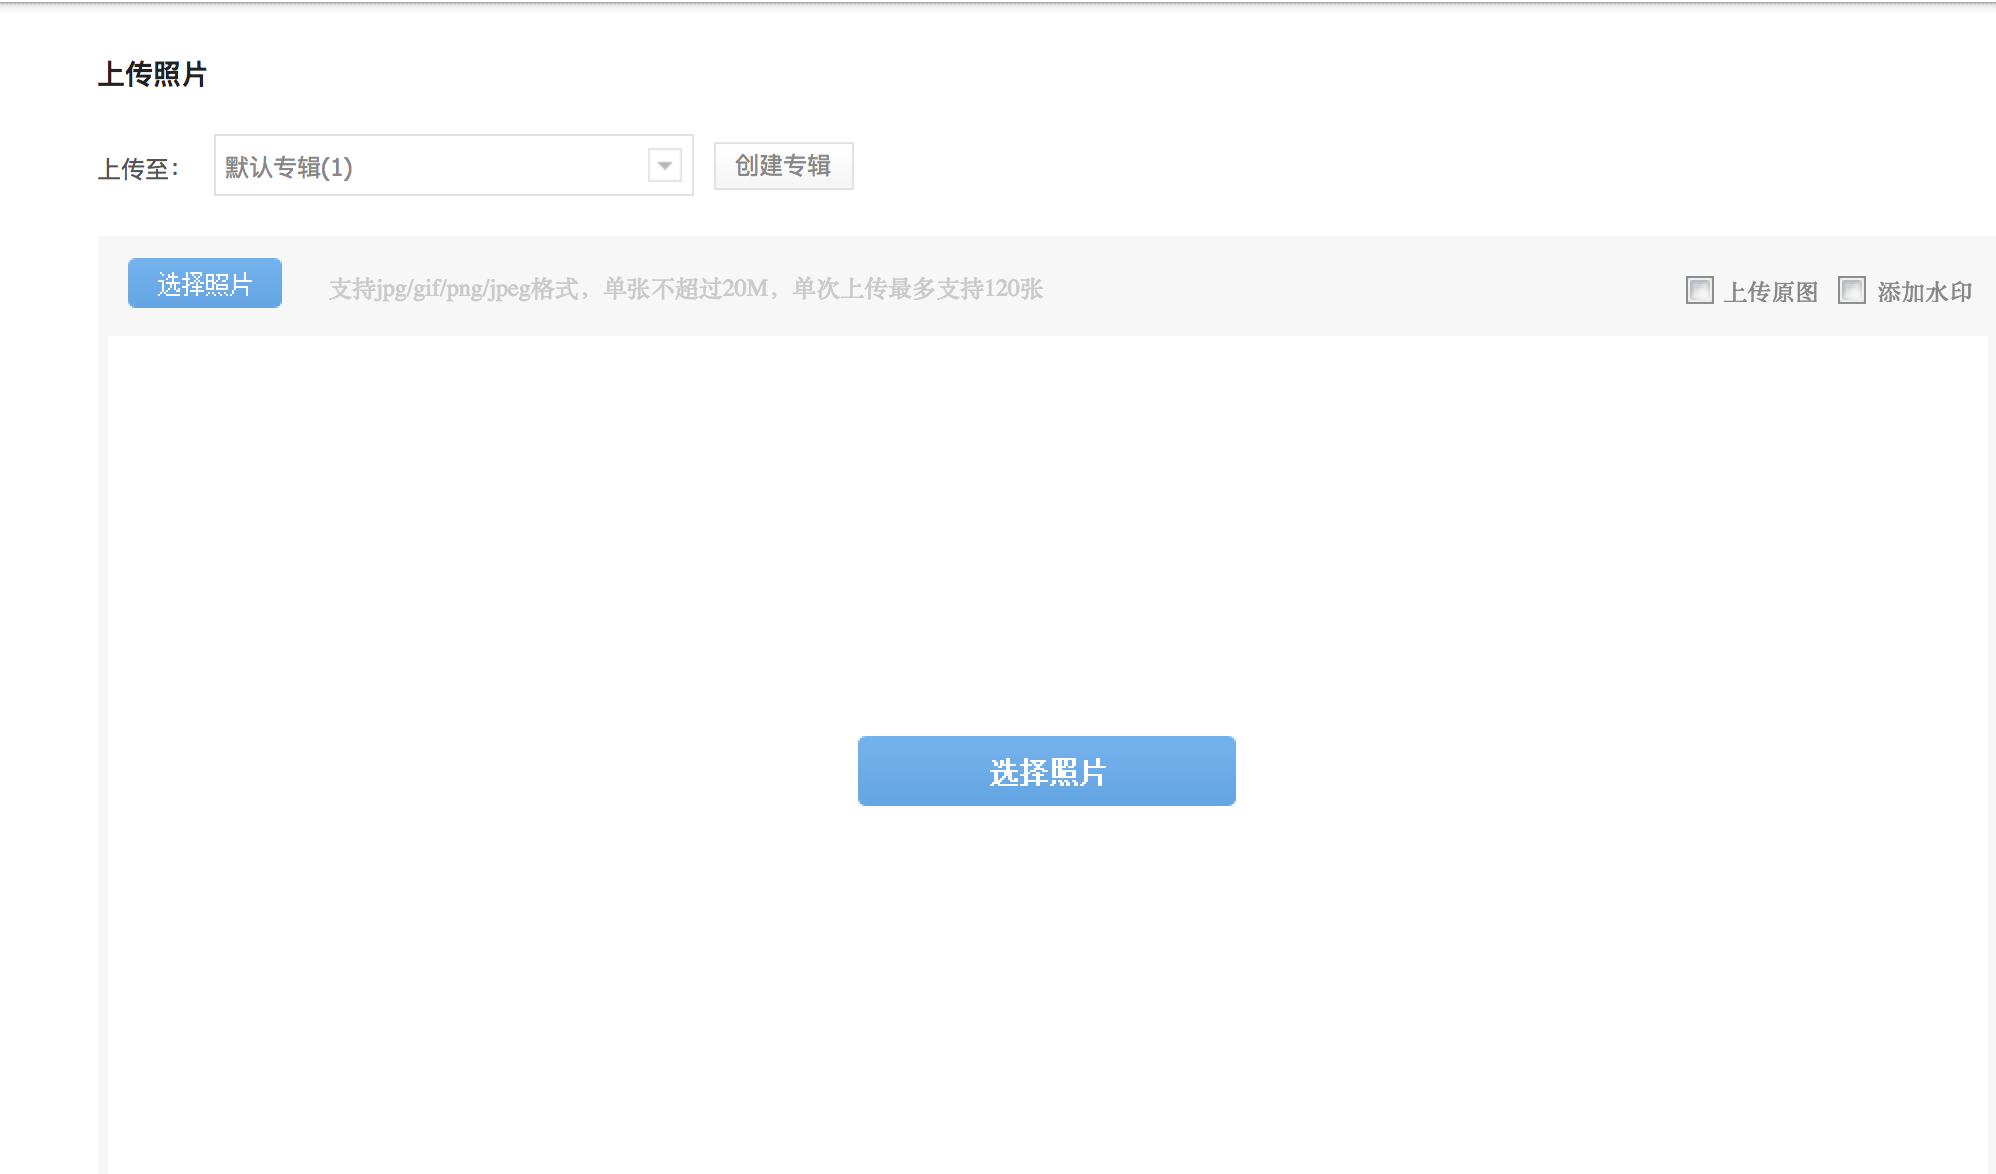 上传照片
上传至：
默认专辑(1)
创建专辑
选择照片
支持jpg/gif/png/jpeg格式，单张不超过20M，单次上传最多支持120张
上传原图
添加水印
选择照片